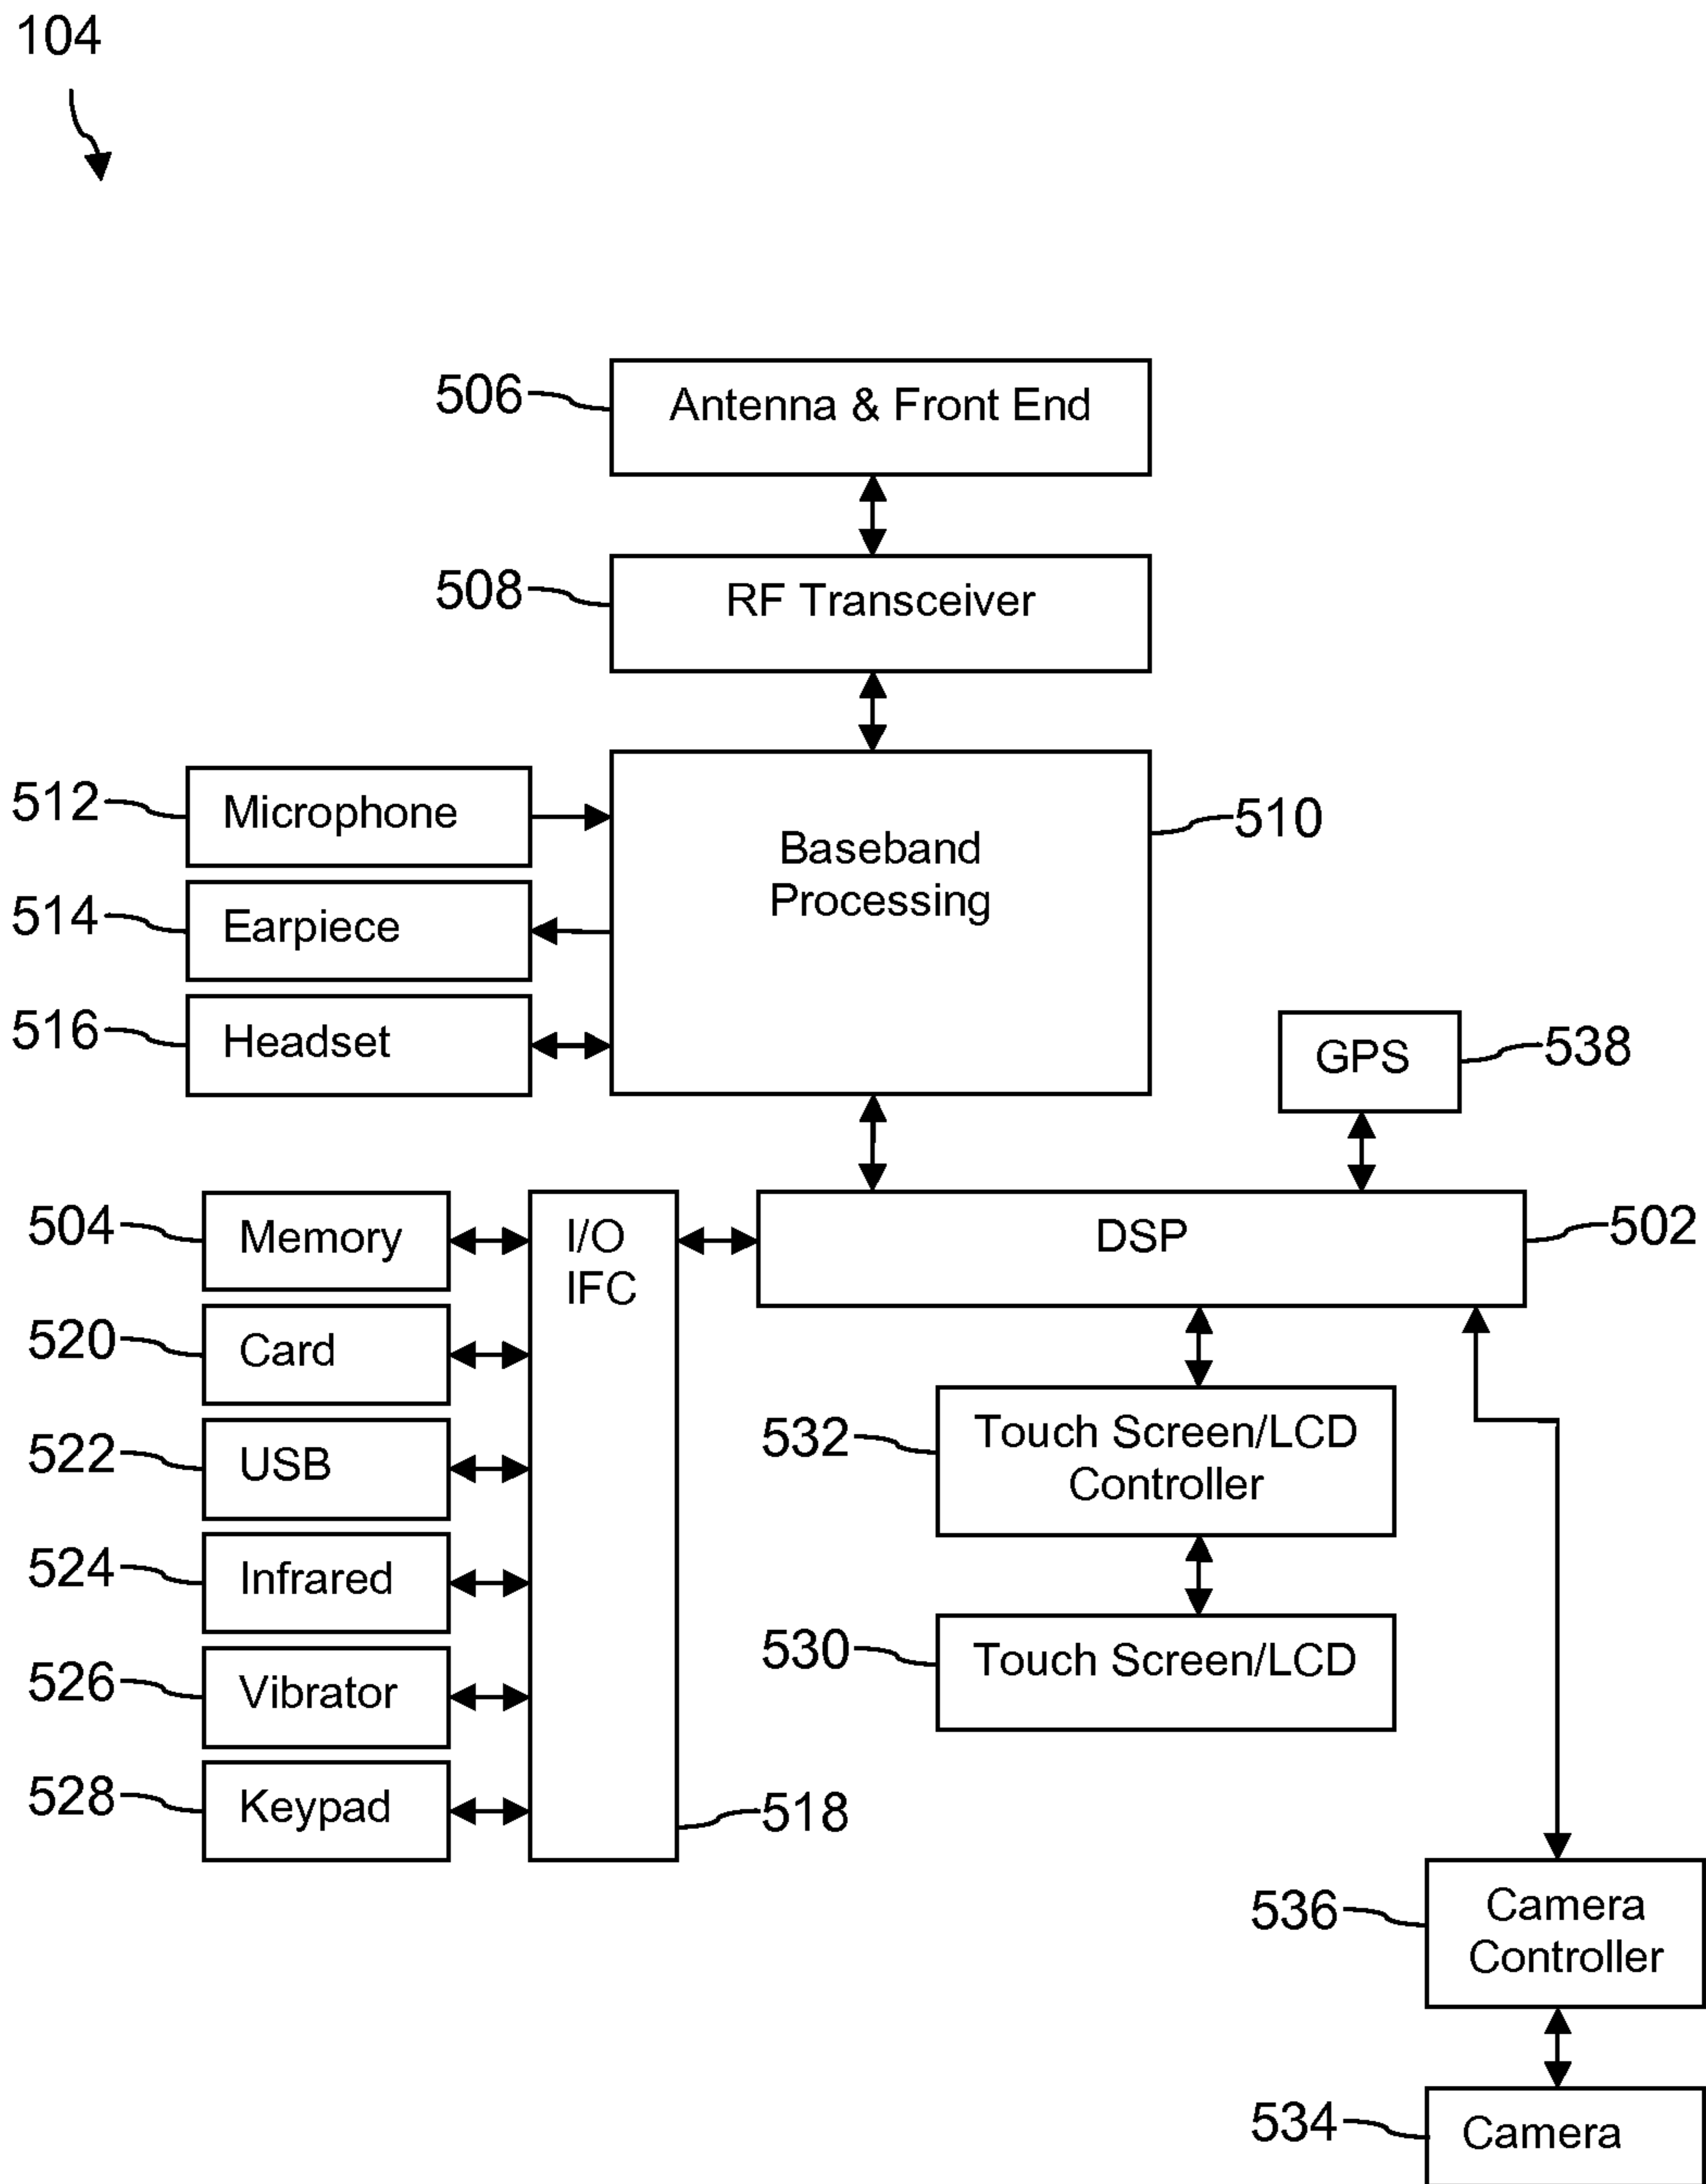 104
506
Antenna & Front End
508
RF Transceiver
512
Microphone
510
Baseband
Processing
514
Earpiece
516
Headset
GPS
538
504
Memory
I/O
IFC
DSP
502
520
Card
522
USB
532
Touch Screen/LCD
Controller
524
Infrared
530
Touch Screen/LCD
526
Vibrator
528
Keypad
518
536
Camera
Controller
534
Camera